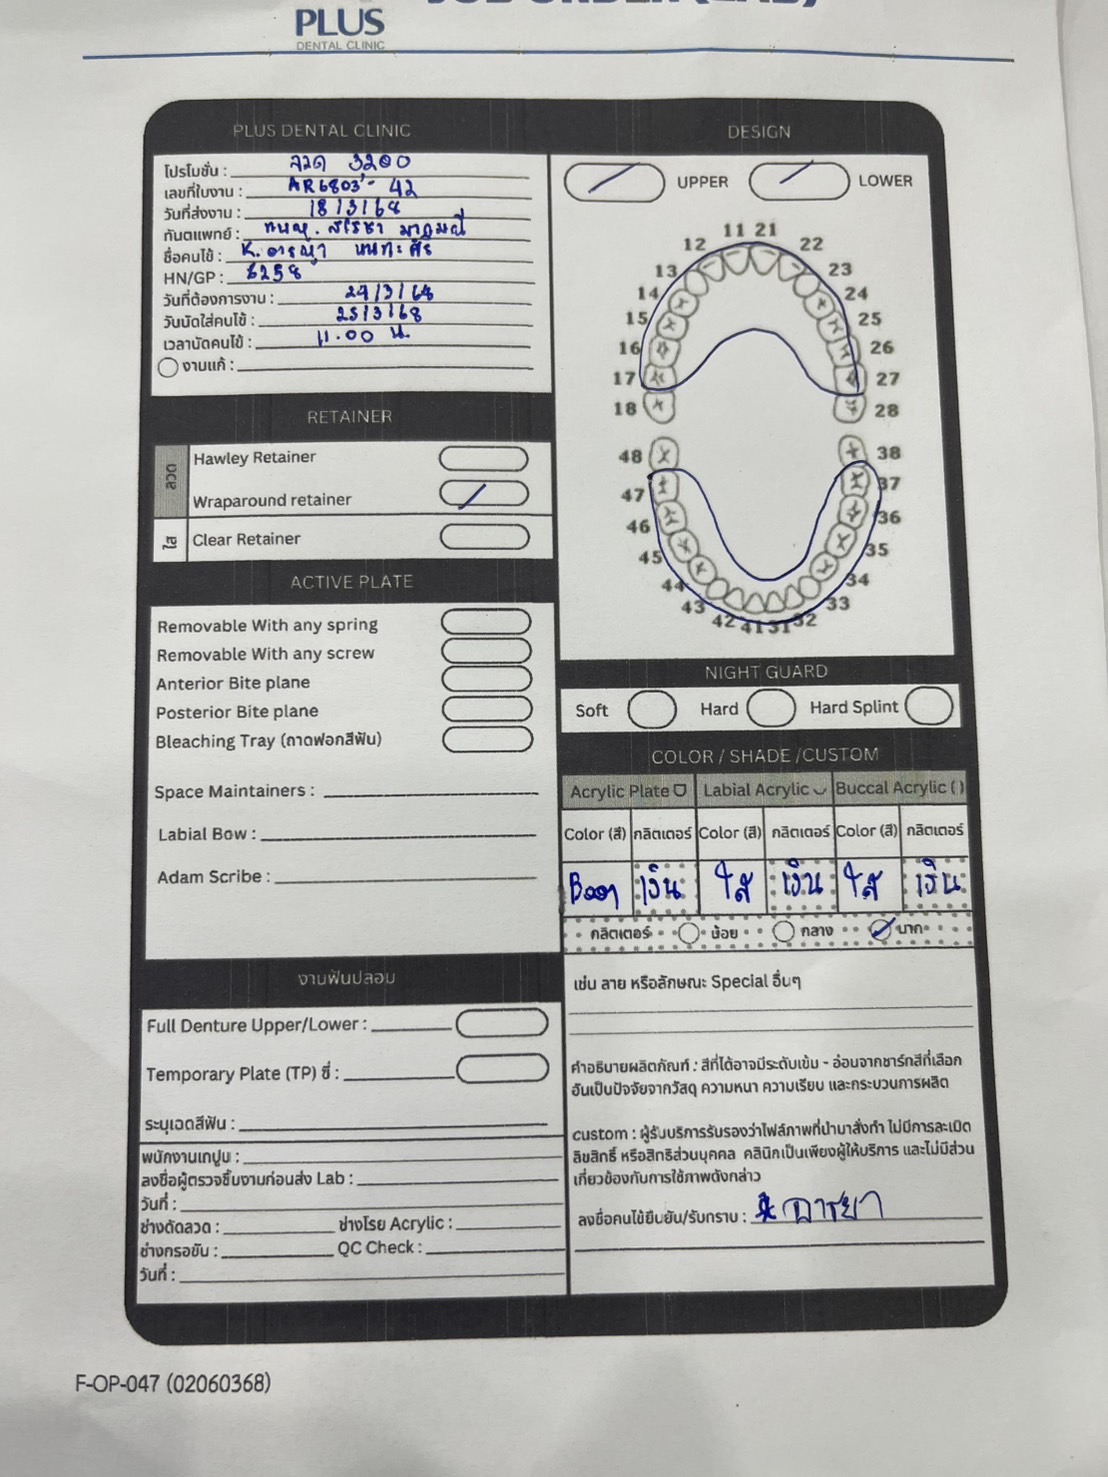 PLUS
DENTAL CLINIC
PLUS DENTAL CLINIC
โปรโมชั่น : ลวด 3200
เลขที่ใบงาน : AR6803 - 42
วันที่ส่งงาน : 18/3/68
ทันตแพทย์ :
ชื่อคนไข้ : K.
HN/GP : 6258
วันที่ต้องการงาน : 24/3/68
วันนัดใส่คนไข้ : 25/3/68
เวลานัดคนไข้ : 11.00 น.
งานแก้ :
DESIGN
UPPER LOWER
11 21
12 22
13 23
14 24
15 25
16 26
17 27
18 28
48 38
47 37
46 36
45 35
44 34
43 33
42 41 31 32
RETAINER
ลวด
Hawley Retainer
Wraparound retainer
ใส
Clear Retainer
ACTIVE PLATE
Removable With any spring
Removable With any screw
Anterior Bite plane
Posterior Bite plane
Bleaching Tray (ถาดฟอกสีฟัน)
Space Maintainers :
Labial Bow :
Adam Scribe :
NIGHT GUARD
Soft Hard Hard Splint
COLOR / SHADE /CUSTOM
Acrylic Plate Labial Acrylic Buccal Acrylic ( )
Color (สี) กลิตเตอร์ Color (สี) กลิตเตอร์ Color (สี) กลิตเตอร์
เงิน ใส เงิน ใส เงิน
กลิตเตอร์ น้อย กลาง มาก
เช่น ลาย หรือลักษณะ Special อื่นๆ
คำอธิบายผลิตภัณฑ์ : สีที่ได้อาจมีระดับเข้ม - อ่อนจากชาร์ทสีที่เลือก
อันเป็นปัจจัยจากวัสดุ ความหนา ความเรียบ และกระบวนการผลิต
custom : ผู้รับบริการรับรองว่าไฟล์ภาพที่นำมาสั่งทำ ไม่มีการละเมิด
ลิขสิทธิ์ หรือสิทธิส่วนบุคคล คลินิกเป็นเพียงผู้ให้บริการ และไม่มีส่วน
เกี่ยวข้องกับการใช้ภาพดังกล่าว
ลงชื่อคนไข้ยืนยัน/รับทราบ : อารยา
งานฟันปลอม
Full Denture Upper/Lower :
Temporary Plate (TP) ซี่ :
ระบุเฉดสีฟัน :
พนักงานเทปูน :
ลงชื่อผู้ตรวจชิ้นงานก่อนส่ง Lab :
วันที่ :
ช่างดัดลวด : ช่างโรย Acrylic :
ช่างกรอขัน : QC Check :
วันที่ :
F-OP-047 (02060368)